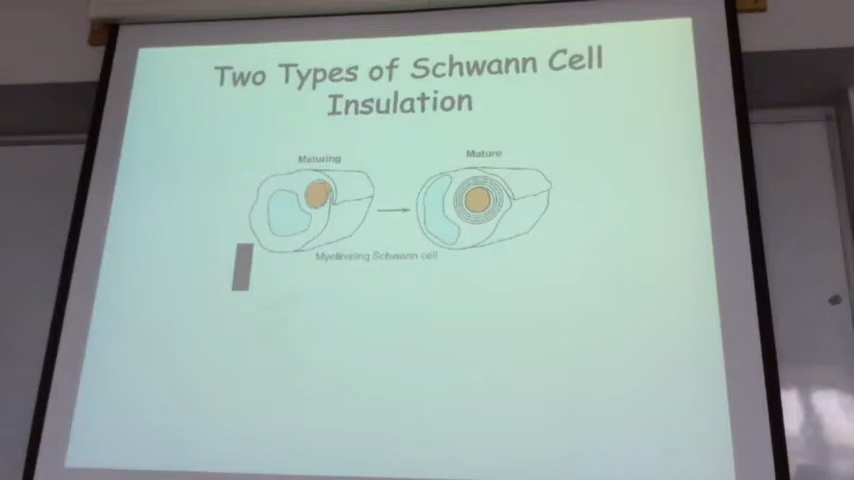 Two Types of Schwann Cell
Insulation
Maturing
Mature
Myelinating Schwann cell